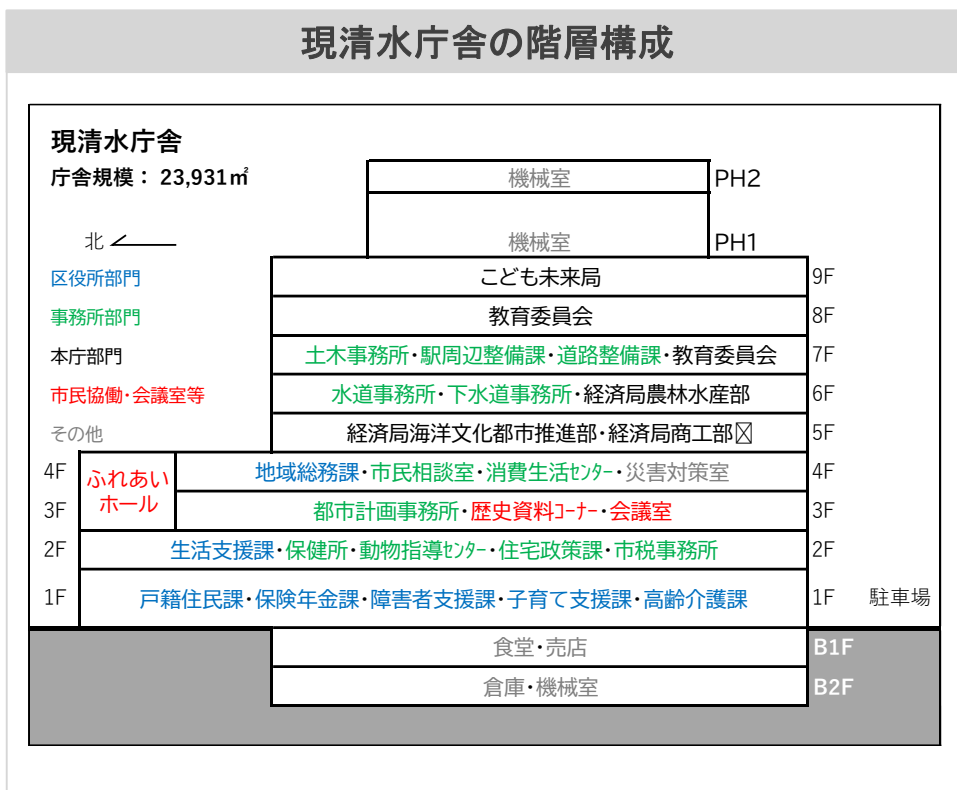 現清水庁舎の階層構成
現清水庁舎
庁舎規模： 23,931㎡
機械室 PH2
北
機械室 PH1
区役所部門 こども未来局 9F
事務所部門 教育委員会 8F
本庁部門 土木事務所・駅周辺整備課・道路整備課・教育委員会 7F
市民協働・会議室等 水道事務所・下水道事務所・経済局農林水産部 6F
その他 経済局海洋文化都市推進部・経済局商工部☒ 5F
4F ふれあい 地域総務課・市民相談室・消費生活ｾﾝﾀｰ・災害対策室 4F
3F ホール 都市計画事務所・歴史資料ｺｰﾅｰ・会議室 3F
2F 生活支援課・保健所・動物指導ｾﾝﾀｰ・住宅政策課・市税事務所 2F
1F 戸籍住民課・保険年金課・障害者支援課・子育て支援課・高齢介護課 1F 駐車場
食堂・売店 B1F
倉庫・機械室 B2F